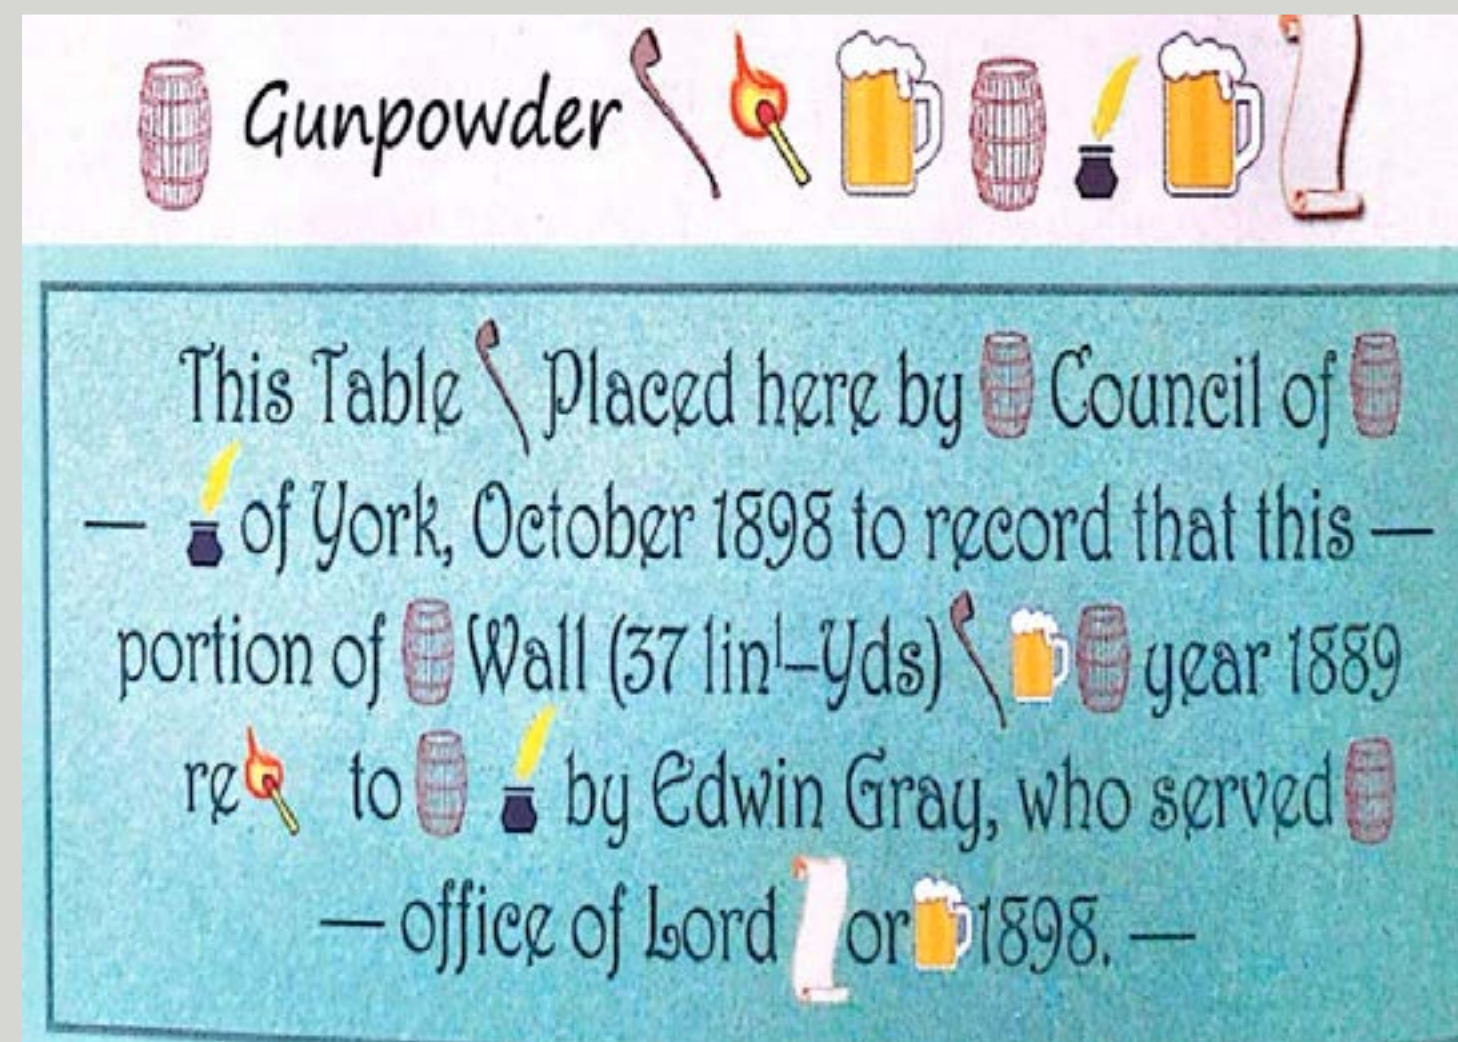 Gunpowder
This Table Placed here by Council of
— of York, October 1898 to record that this —
portion of Wall (37 linˡ–Yds) year 1889
re to by Edwin Gray, who served
— office of Lord or 1898. —